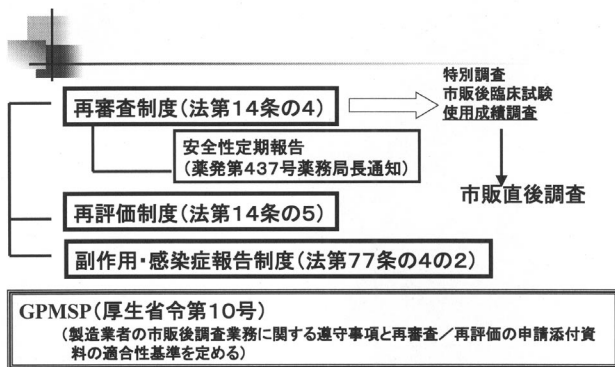 特別調査
市販後臨床試験
使用成績調査
再審査制度(法第14条の4)
安全性定期報告
(薬発第437号薬務局長通知)
市販直後調査
再評価制度(法第14条の5)
副作用・感染症報告制度(法第77条の4の2)
GPMSP(厚生省令第10号)
(製造業者の市販後調査業務に関する遵守事項と再審査/再評価の申請添付資
料の適合性基準を定める)